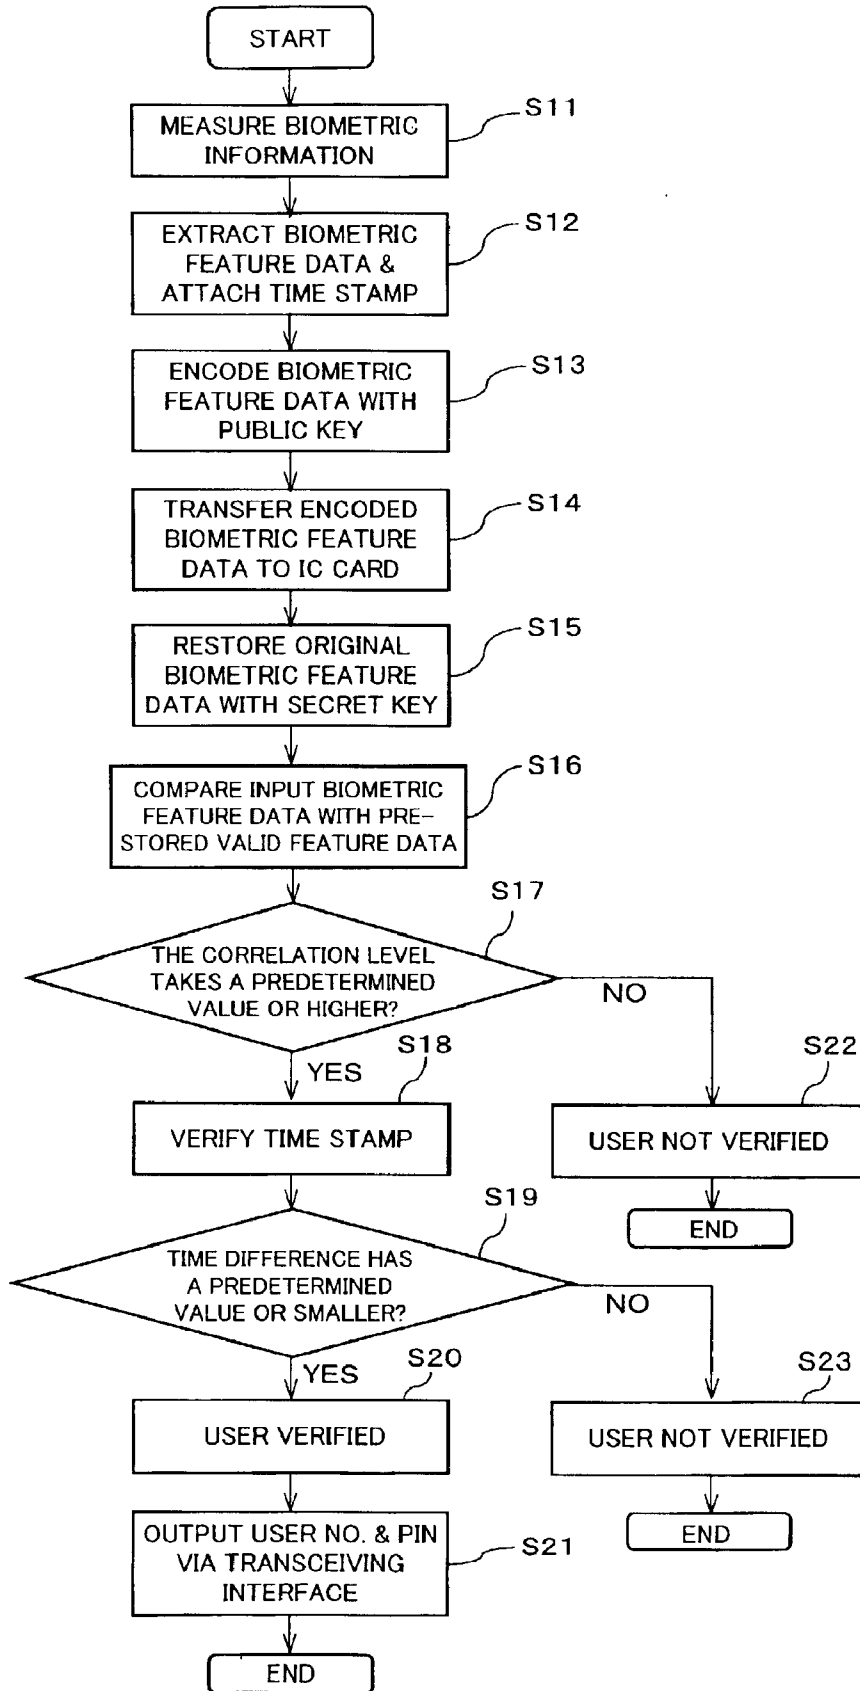 START
S11
MEASURE BIOMETRIC
INFORMATION
S12
EXTRACT BIOMETRIC
FEATURE DATA &
ATTACH TIME STAMP
S13
ENCODE BIOMETRIC
FEATURE DATA WITH
PUBLIC KEY
S14
TRANSFER ENCODED
BIOMETRIC FEATURE
DATA TO IC CARD
S15
RESTORE ORIGINAL
BIOMETRIC FEATURE
DATA WITH SECRET KEY
S16
COMPARE INPUT BIOMETRIC
FEATURE DATA WITH PRE-
STORED VALID FEATURE DATA
S17
THE CORRELATION LEVEL
TAKES A PREDETERMINED
VALUE OR HIGHER?
NO
YES
S18
VERIFY TIME STAMP
S22
USER NOT VERIFIED
END
S19
TIME DIFFERENCE HAS
A PREDETERMINED
VALUE OR SMALLER?
NO
YES
S20
USER VERIFIED
S23
USER NOT VERIFIED
END
OUTPUT USER NO. & PIN
VIA TRANSCEIVING
INTERFACE
S21
END